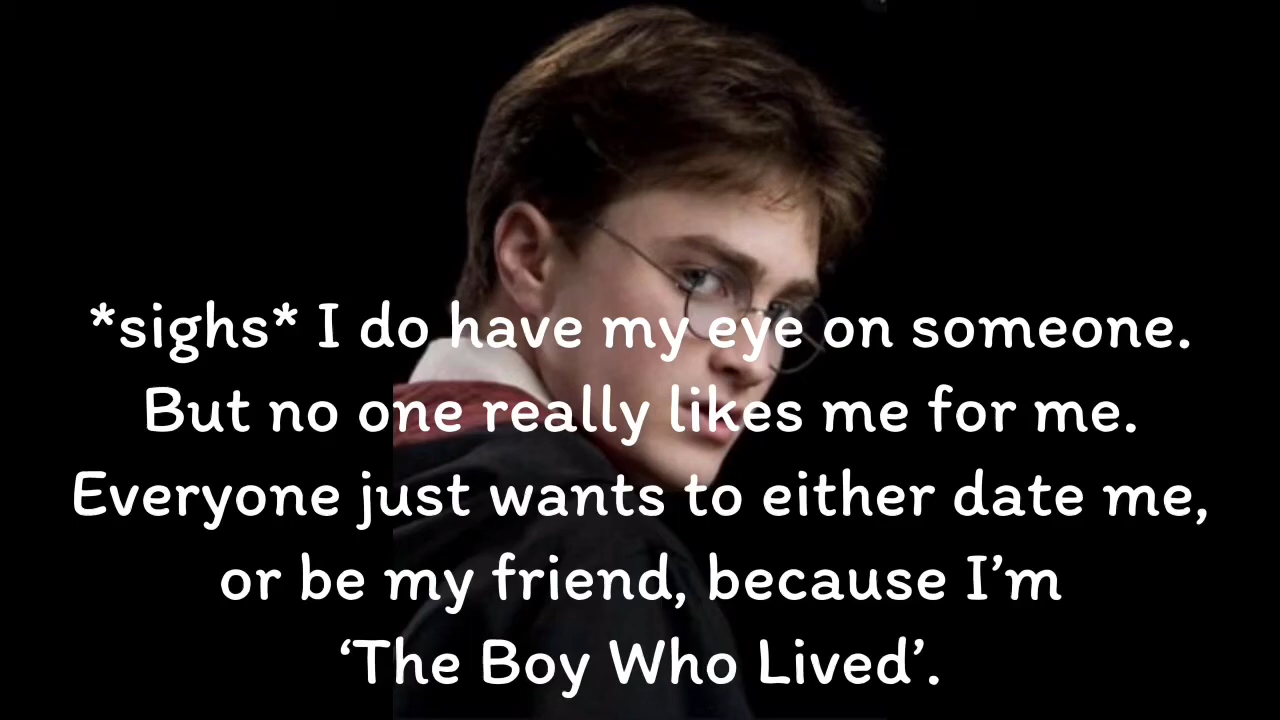 *sighs* I do have my eye on someone.
But no one really likes me for me.
Everyone just wants to either date me,
or be my friend, because I’m
‘The Boy Who Lived’.